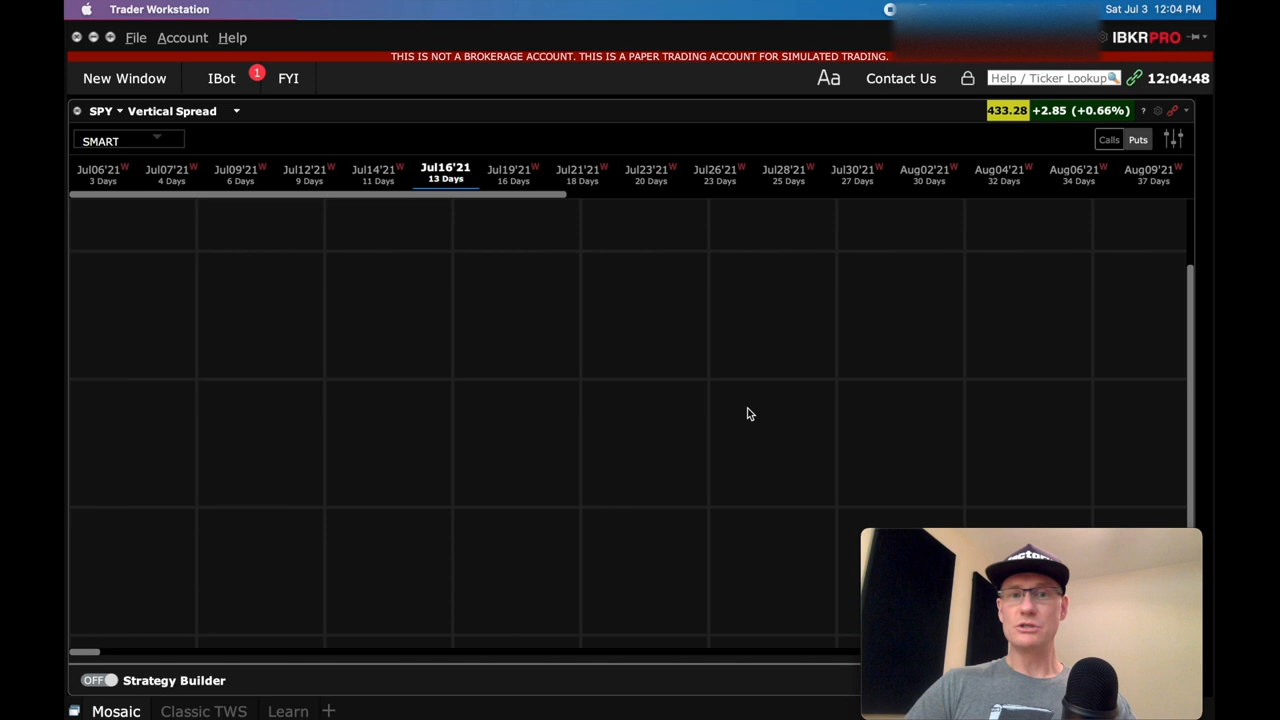 Trader Workstation
Sat Jul 3 12:04 PM
File Account Help
IBKRPRO
THIS IS NOT A BROKERAGE ACCOUNT. THIS IS A PAPER TRADING ACCOUNT FOR SIMULATED TRADING.
New Window IBot 1 FYI Aa Contact Us Help / Ticker Lookup 12:04:48
SPY Vertical Spread 433.28 +2.85 (+0.66%) ?
SMART Calls Puts
Jul06'21 W Jul07'21 W Jul09'21 W Jul12'21 W Jul14'21 W Jul16'21 Jul19'21 W Jul21'21 W Jul23'21 W Jul26'21 W Jul28'21 W Jul30'21 W Aug02'21 W Aug04'21 W Aug06'21 W Aug09'21 W
3 Days 4 Days 6 Days 9 Days 11 Days 13 Days 16 Days 18 Days 20 Days 23 Days 25 Days 27 Days 30 Days 32 Days 34 Days 37 Days
OFF Strategy Builder
Mosaic Classic TWS Learn +